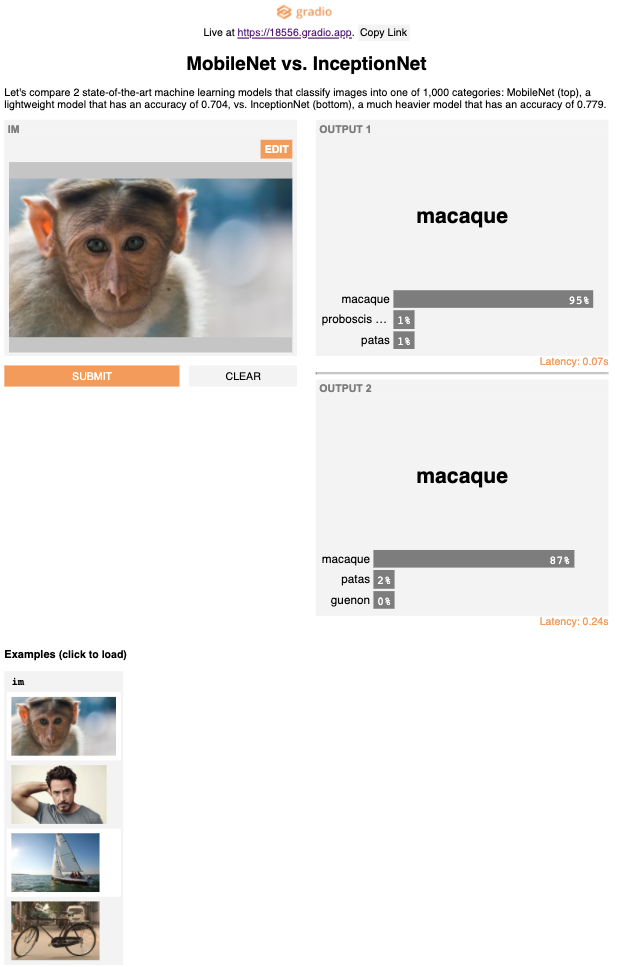 gradio
Live at https://18556.gradio.app. Copy Link
MobileNet vs. InceptionNet
Let's compare 2 state-of-the-art machine learning models that classify images into one of 1,000 categories: MobileNet (top), a
lightweight model that has an accuracy of 0.704, vs. InceptionNet (bottom), a much heavier model that has an accuracy of 0.779.
IM
EDIT
SUBMIT
CLEAR
OUTPUT 1
macaque
macaque 95%
proboscis ... 1%
patas 1%
Latency: 0.07s
OUTPUT 2
macaque
macaque 87%
patas 2%
guenon 0%
Latency: 0.24s
Examples (click to load)
im